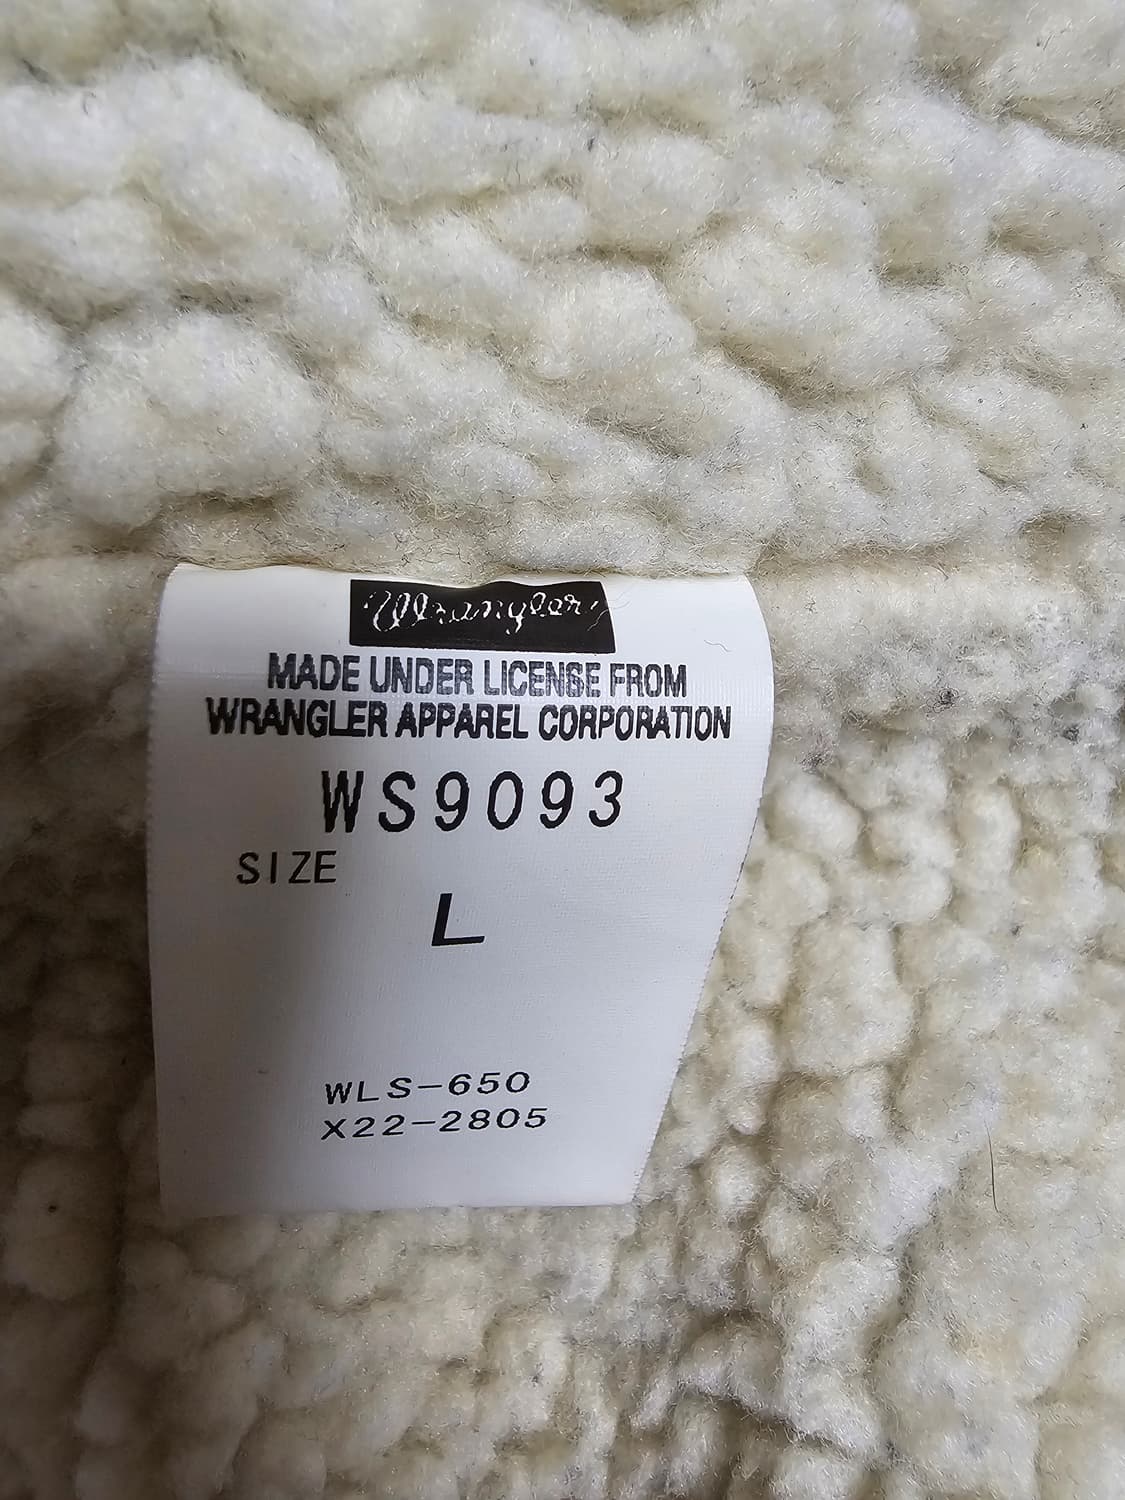 Wrangler
MADE UNDER LICENSE FROM
WRANGLER APPAREL CORPORATION
WS9093
SIZE
L
WLS-650
X22-2805